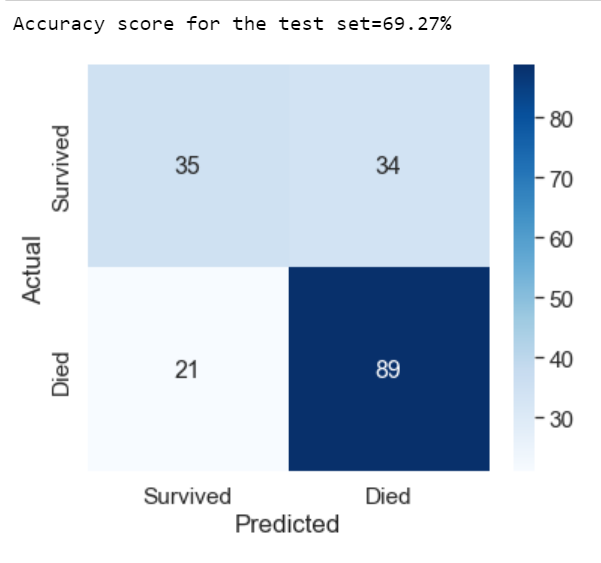 Accuracy score for the test set=69.27%
Survived
35
34
80
70
60
50
40
30
Actual
Died
21
89
Survived
Died
Predicted